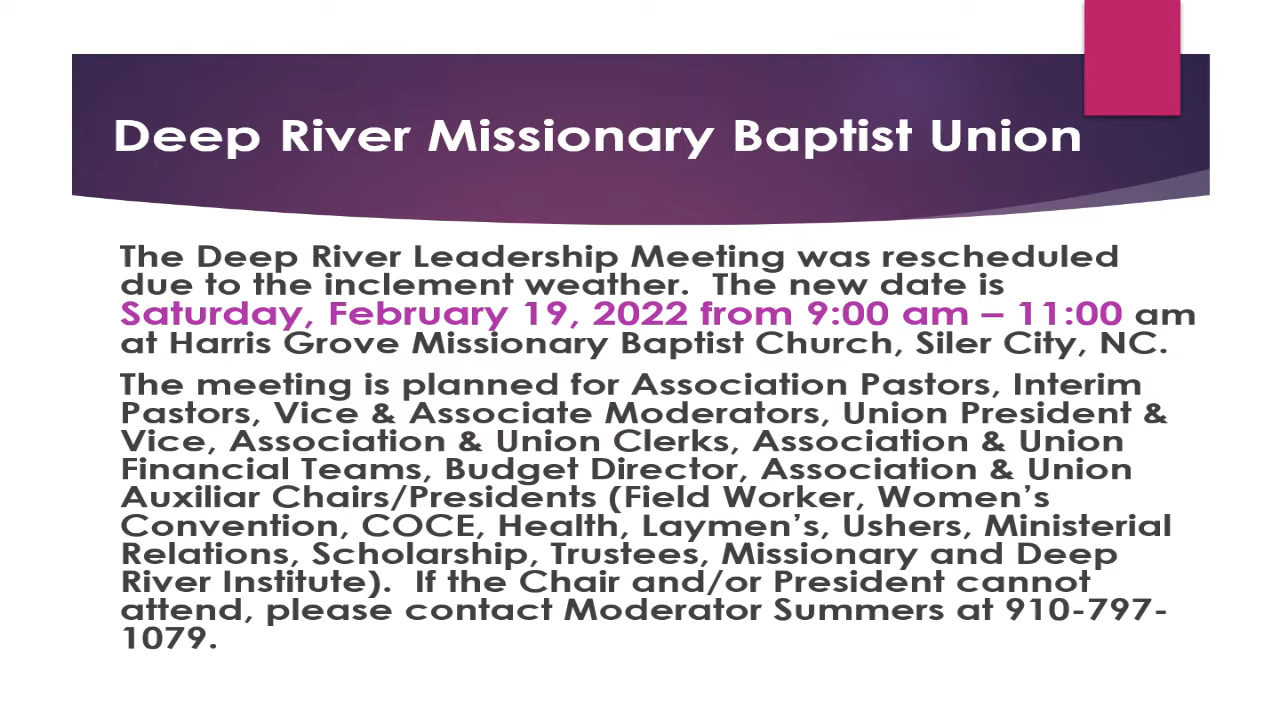 Deep River Missionary Baptist Union
The Deep River Leadership Meeting was rescheduled
due to the inclement weather.  The new date is
Saturday, February 19, 2022 from 9:00 am – 11:00 am
at Harris Grove Missionary Baptist Church, Siler City, NC.
The meeting is planned for Association Pastors, Interim
Pastors, Vice & Associate Moderators, Union President &
Vice, Association & Union Clerks, Association & Union
Financial Teams, Budget Director, Association & Union
Auxiliar Chairs/Presidents (Field Worker, Women’s
Convention, COCE, Health, Laymen’s, Ushers, Ministerial
Relations, Scholarship, Trustees, Missionary and Deep
River Institute).  If the Chair and/or President cannot
attend, please contact Moderator Summers at 910-797-
1079.